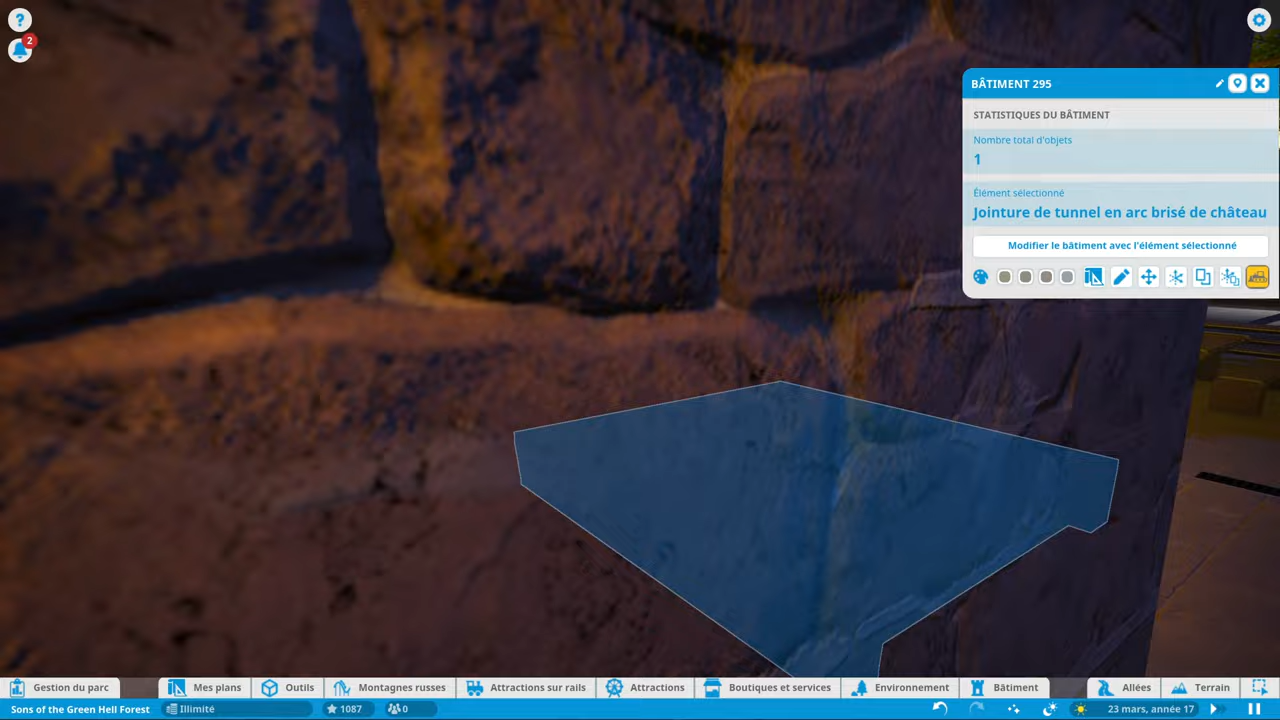 ?
2
BÂTIMENT 295
STATISTIQUES DU BÂTIMENT
Nombre total d'objets
1
Élément sélectionné
Jointure de tunnel en arc brisé de château
Modifier le bâtiment avec l'élément sélectionné
Gestion du parc
Mes plans
Outils
Montagnes russes
Attractions sur rails
Attractions
Boutiques et services
Environnement
Bâtiment
Allées
Terrain
Sons of the Green Hell Forest
Illimité
1087
0
23 mars, année 17